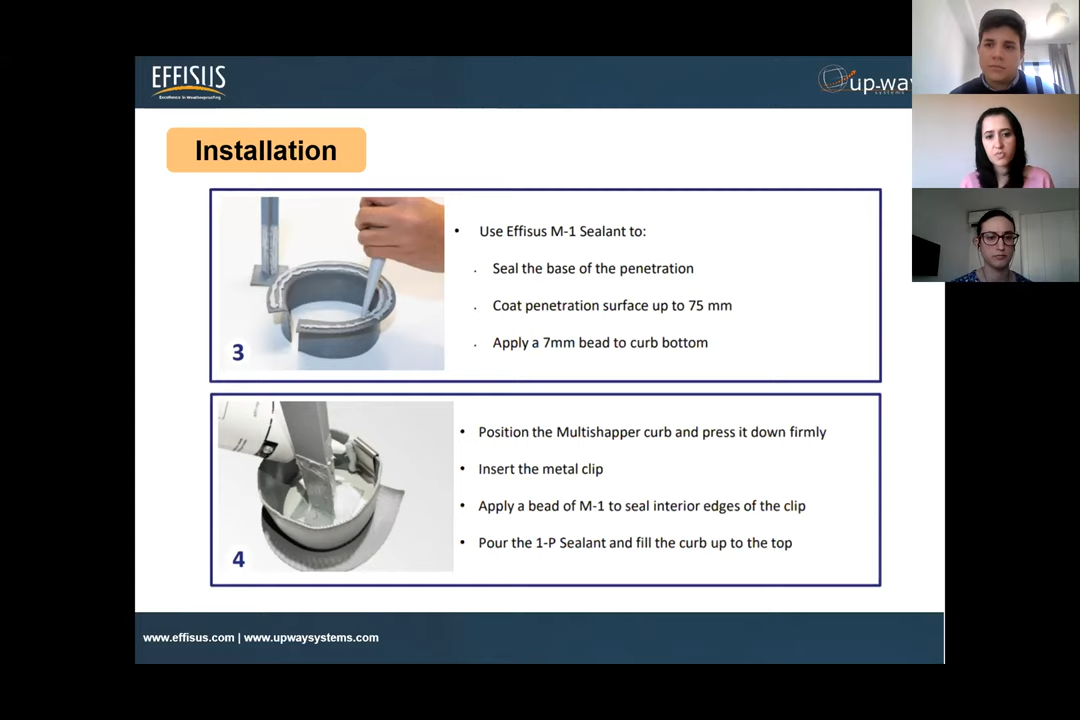 EFFISUS
Excellence in Weatherproofing
up-way
systems
Installation
3
• Use Effisus M-1 Sealant to:
. Seal the base of the penetration
. Coat penetration surface up to 75 mm
. Apply a 7mm bead to curb bottom
4
• Position the Multishapper curb and press it down firmly
• Insert the metal clip
• Apply a bead of M-1 to seal interior edges of the clip
• Pour the 1-P Sealant and fill the curb up to the top
www.effisus.com | www.upwaysystems.com